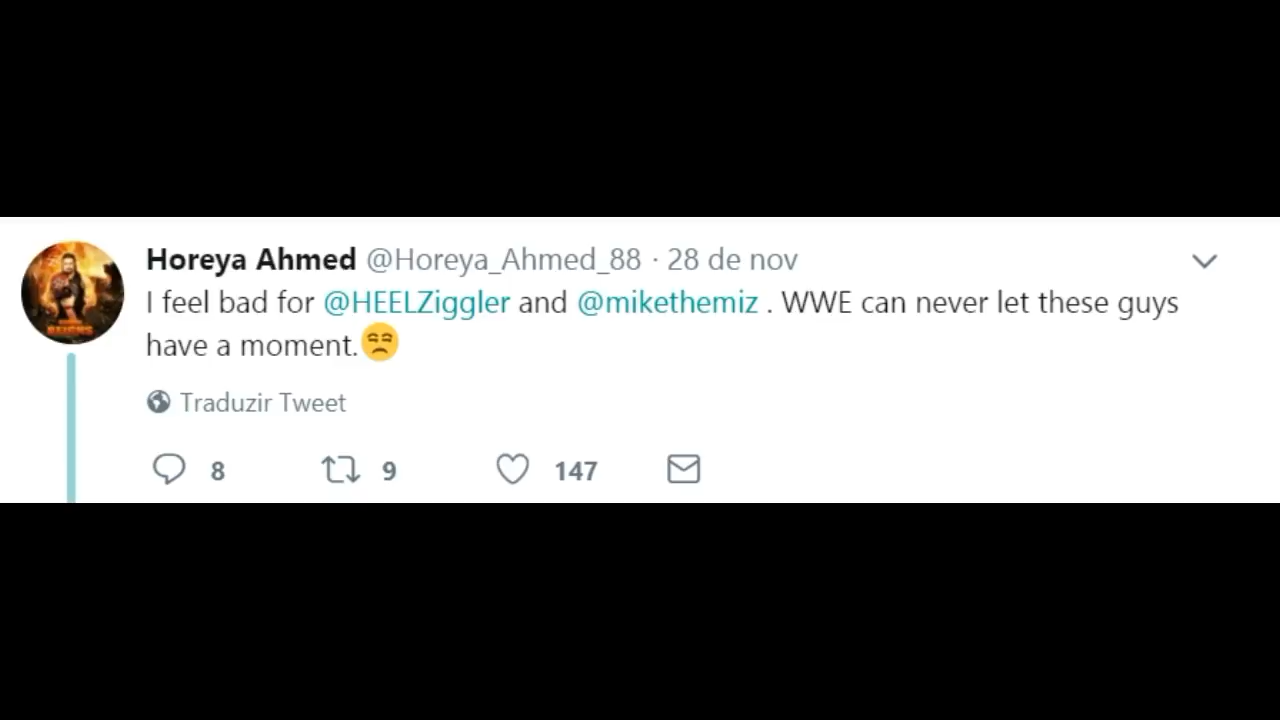 Horeya Ahmed @Horeya_Ahmed_88 · 28 de nov
I feel bad for @HEELZiggler and @mikethemiz . WWE can never let these guys
have a moment.😒
Traduzir Tweet
8 9 147
REIGNS